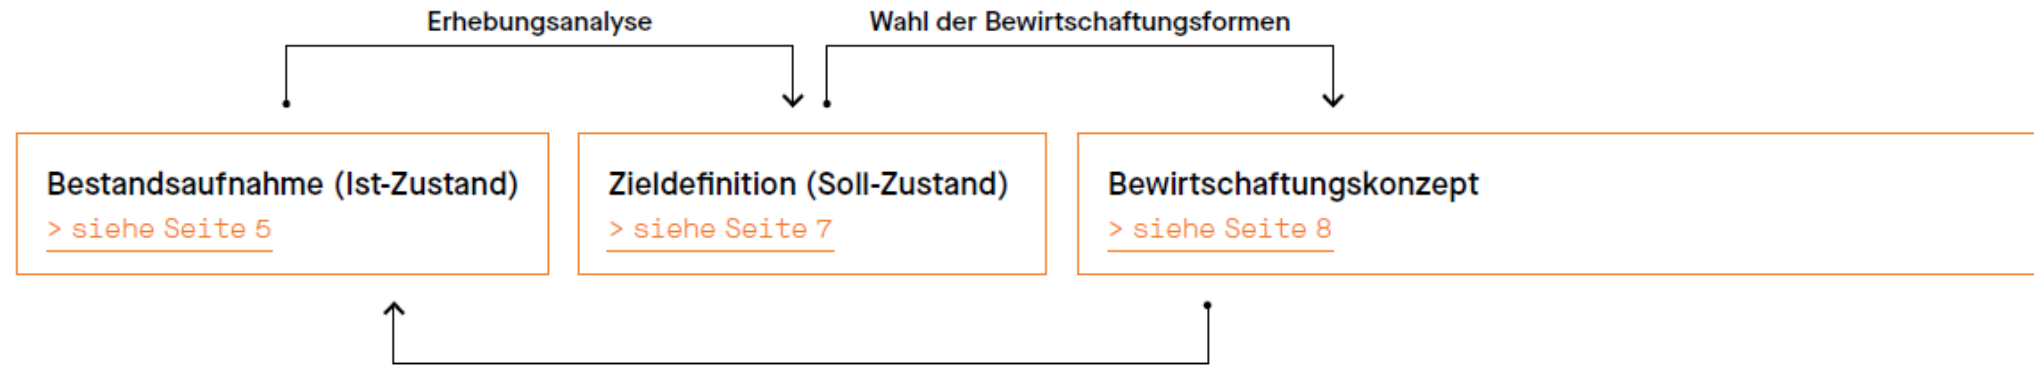 Erhebungsanalyse
Wahl der Bewirtschaftungsformen
Bestandsaufnahme (Ist-Zustand)
> siehe Seite 5
Zieldefinition (Soll-Zustand)
> siehe Seite 7
Bewirtschaftungskonzept
> siehe Seite 8